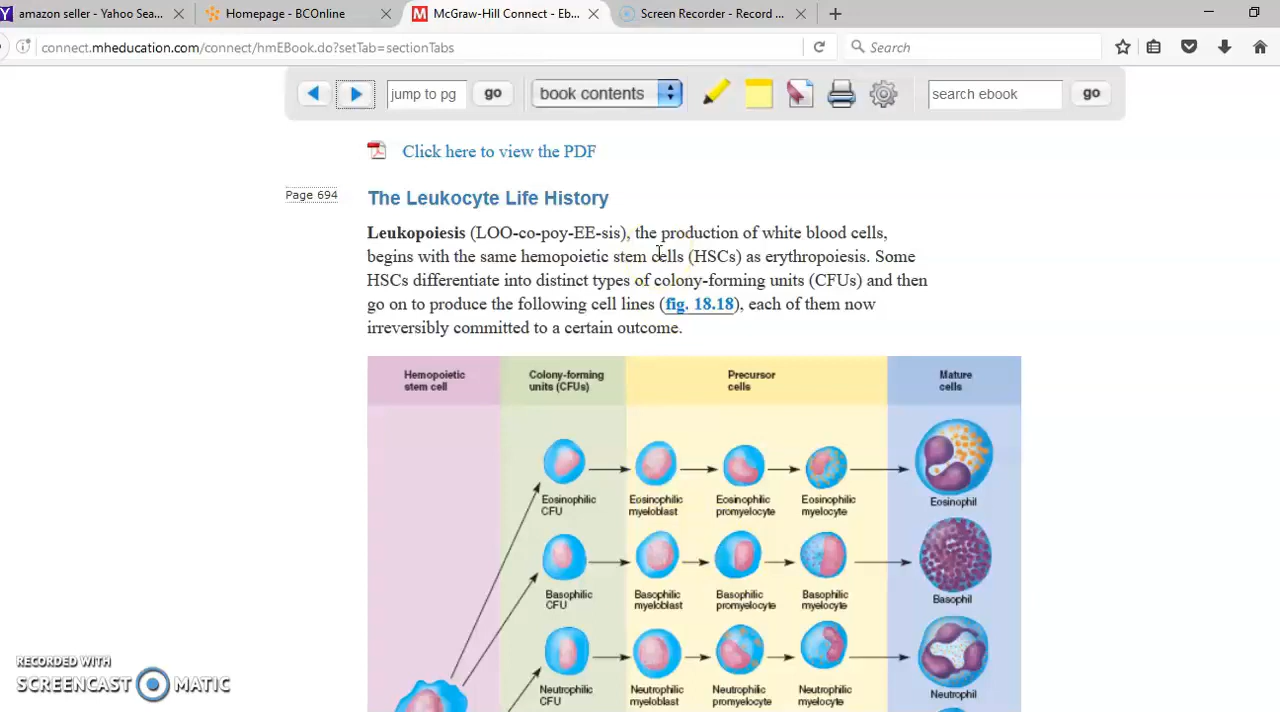 amazon seller - Yahoo Sea...
Homepage - BCOnline
McGraw-Hill Connect - Eb...
Screen Recorder - Record ...
connect.mheducation.com/connect/hmEBook.do?setTab=sectionTabs
Search
jump to pg
go
book contents
search ebook
go
Click here to view the PDF
Page 694
The Leukocyte Life History
Leukopoiesis (LOO-co-poy-EE-sis), the production of white blood cells,
begins with the same hemopoietic stem cells (HSCs) as erythropoiesis. Some
HSCs differentiate into distinct types of colony-forming units (CFUs) and then
go on to produce the following cell lines (fig. 18.18), each of them now
irreversibly committed to a certain outcome.
Hemopoietic
stem cell
Colony-forming
units (CFUs)
Precursor
cells
Mature
cells
Eosinophilic
CFU
Eosinophilic
myeloblast
Eosinophilic
promyelocyte
Eosinophilic
myelocyte
Eosinophil
Basophilic
CFU
Basophilic
myeloblast
Basophilic
promyelocyte
Basophilic
myelocyte
Basophil
Neutrophilic
CFU
Neutrophilic
myeloblast
Neutrophilic
promyelocyte
Neutrophilic
myelocyte
Neutrophil
RECORDED WITH
SCREENCAST MATIC